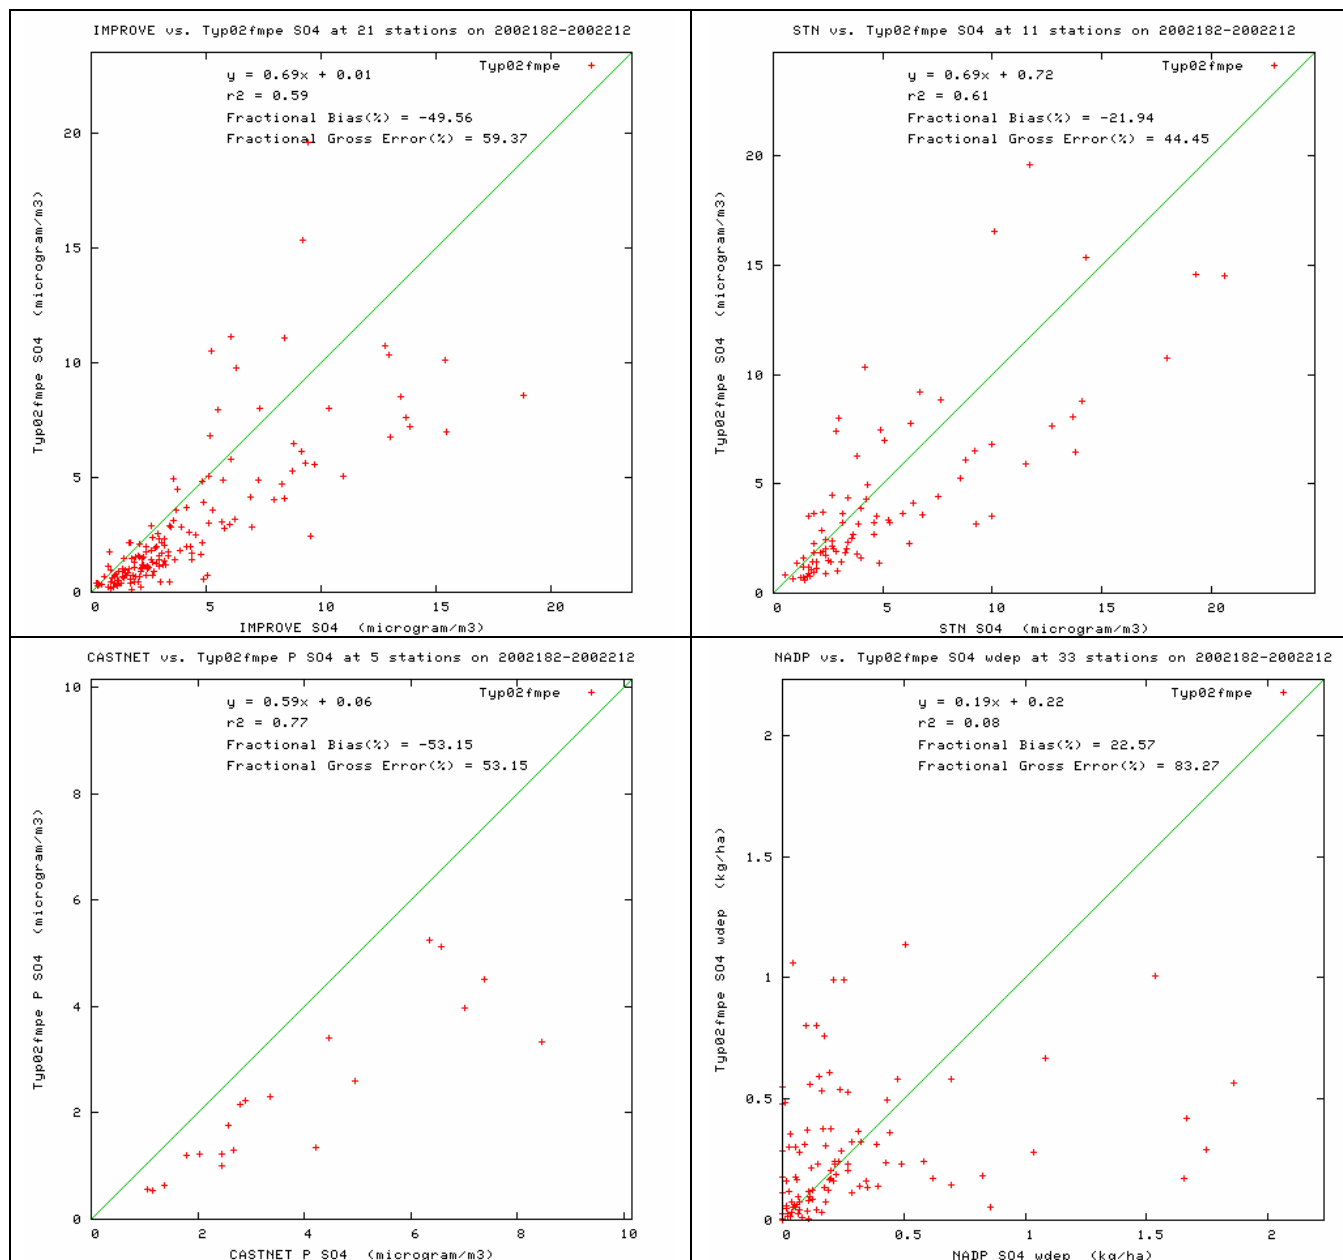 IMPROVE vs. Typ02fmpe SO4 at 21 stations on 2002182-2002212
Typ02fmpe
y = 0.69x + 0.01
r2 = 0.59
Fractional Bias(%) = -49.56
Fractional Gross Error(%) = 59.37
Typ02fmpe SO4 (microgram/m3)
20
15
10
5
0
0 5 10 15 20
IMPROVE SO4 (microgram/m3)
STN vs. Typ02fmpe SO4 at 11 stations on 2002182-2002212
Typ02fmpe
y = 0.69x + 0.72
r2 = 0.61
Fractional Bias(%) = -21.94
Fractional Gross Error(%) = 44.45
Typ02fmpe SO4 (microgram/m3)
20
15
10
5
0
0 5 10 15 20
STN SO4 (microgram/m3)
CASTNET vs. Typ02fmpe P SO4 at 5 stations on 2002182-2002212
Typ02fmpe
y = 0.59x + 0.06
r2 = 0.77
Fractional Bias(%) = -53.15
Fractional Gross Error(%) = 53.15
Typ02fmpe P SO4 (microgram/m3)
10
8
6
4
2
0
0 2 4 6 8 10
CASTNET P SO4 (microgram/m3)
NADP vs. Typ02fmpe SO4 wdep at 33 stations on 2002182-2002212
Typ02fmpe
y = 0.19x + 0.22
r2 = 0.08
Fractional Bias(%) = 22.57
Fractional Gross Error(%) = 83.27
Typ02fmpe SO4 wdep (kg/ha)
2
1.5
1
0.5
0
0 0.5 1 1.5 2
NADP SO4 wdep (kg/ha)